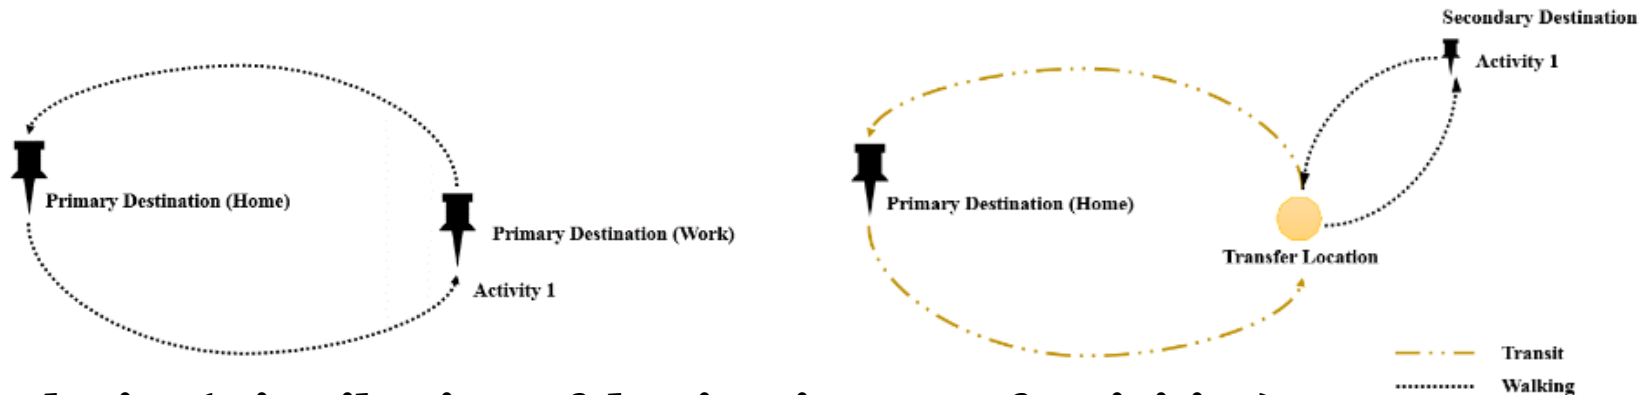 Primary Destination (Home)
Primary Destination (Work)
Activity 1
Secondary Destination
Activity 1
Primary Destination (Home)
Transfer Location
Transit
Walking